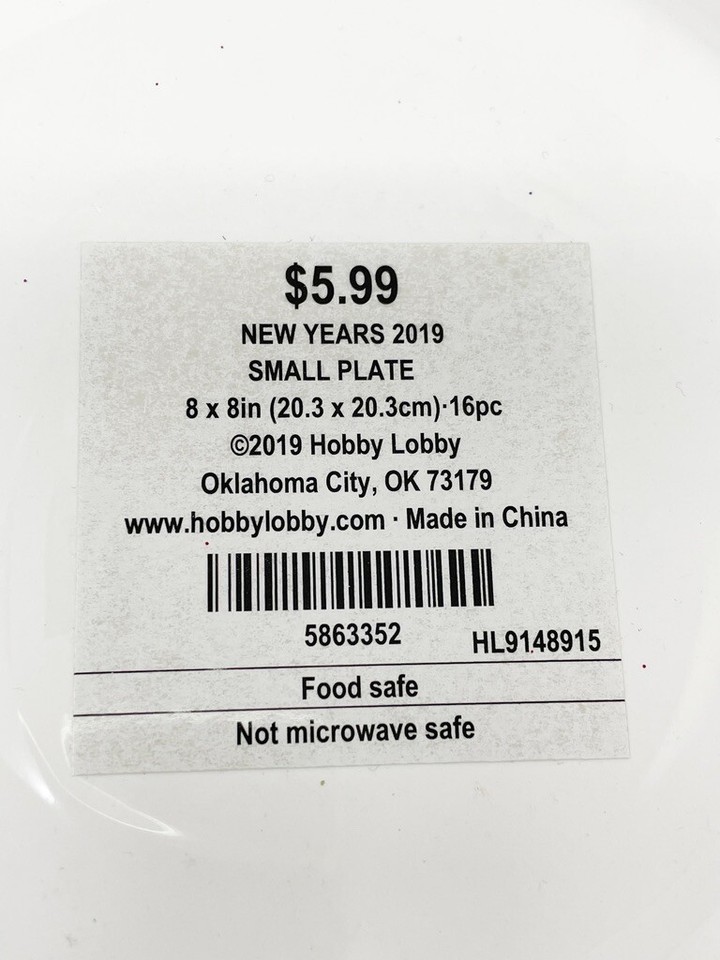 $5.99
NEW YEARS 2019
SMALL PLATE
8 x 8in (20.3 x 20.3cm)·16pc
©2019 Hobby Lobby
Oklahoma City, OK 73179
www.hobbylobby.com · Made in China
5863352 HL9148915
Food safe
Not microwave safe